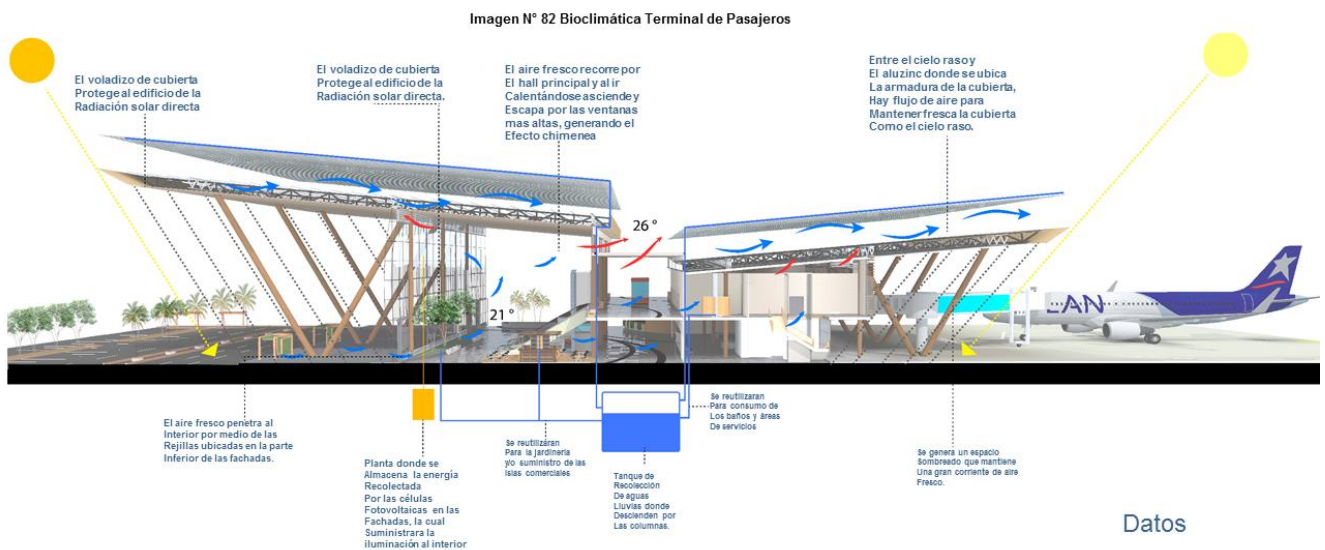 Imagen N° 82 Bioclimática Terminal de Pasajeros
El voladizo de cubierta
Protege al edificio de la
Radiación solar directa
El voladizo de cubierta
Protege al edificio de la
Radiación solar directa.
El aire fresco recorre por
El hall principal y al ir
Calentándose asciende y
Escapa por las ventanas
mas altas, generando el
Efecto chimenea
Entre el cielo raso y
El aluzinc donde se ubica
La armadura de la cubierta,
Hay flujo de aire para
Mantener fresca la cubierta
Como el cielo raso.
26 º
21 º
LAN
El aire fresco penetra al
Interior por medio de las
Rejillas ubicadas en la parte
Inferior de las fachadas.
Planta donde se
Almacena la energía
Recolectada
Por las células
Fotovoltaicas en las
Fachadas, la cual
Suministrara la
iluminación al interior
Se reutilizáran
Para la jardinería
y/o suministro de las
Islas comerciales
Tanque de
Recolección
De aguas
Lluvias donde
Descienden por
Las columnas.
Se reutilizaran
Para consumo de
Los baños y áreas
De servicios
Se genera un espacio
Sombreado que mantiene
Una gran corriente de aire
Fresco.
Datos